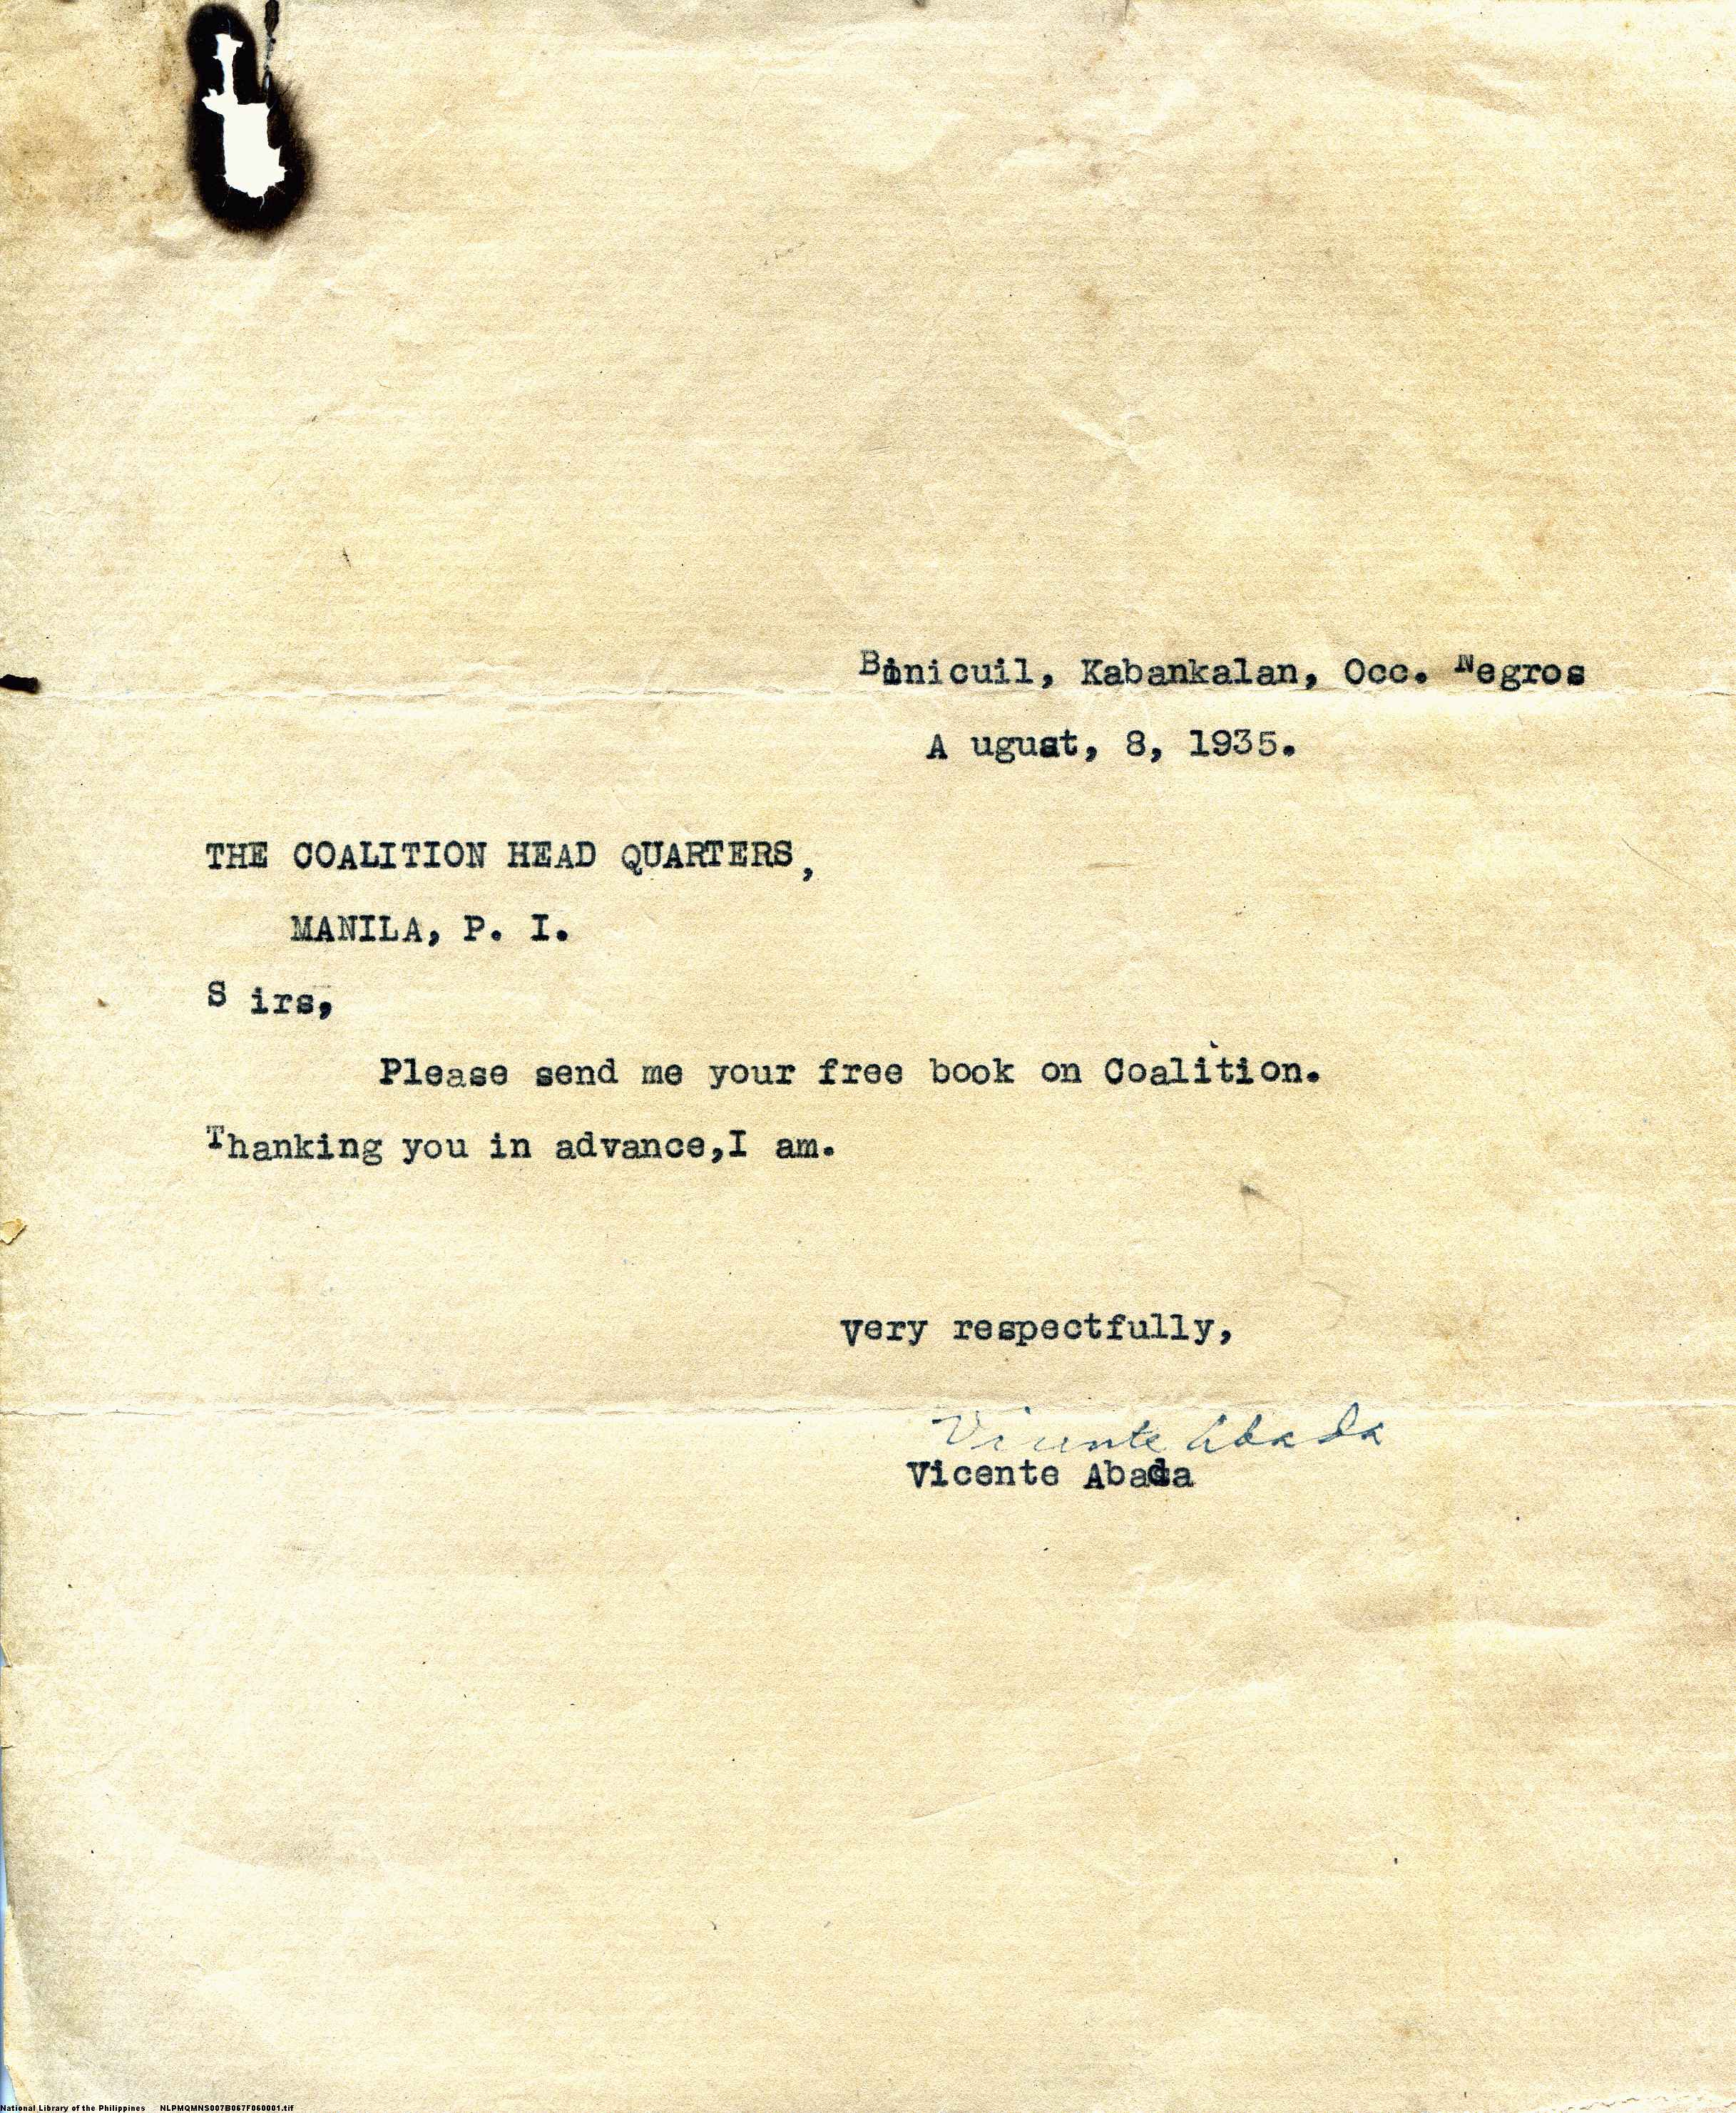 Binicuil, Kabankalan, Occ. Negros
A ugust, 8, 1935.
THE COALITION HEAD QUARTERS,
MANILA, P. I.
S irs,
Please send me your free book on Coalition.
Thanking you in advance,I am.
very respectfully,
Vicente Abada
Vicente Abada
National Library of the Philippines NLPMQMNS007B067F060001.tif